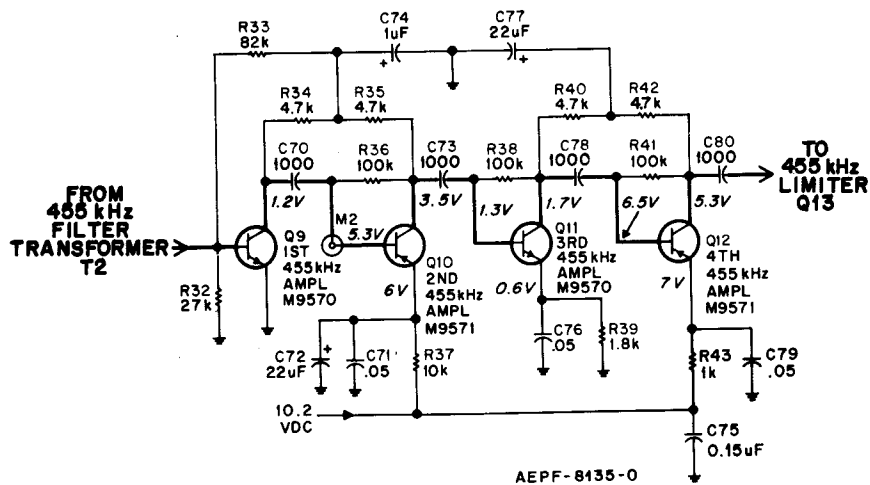 R33
82k
C74
1uF
C77
22uF
+
+
R34
4.7k
R35
4.7k
R40
4.7k
R42
4.7k
C70
1000
R36
100k
C73
1000
R38
100k
C78
1000
R41
100k
C80
1000
TO
455 kHz
LIMITER
Q13
FROM
455 kHz
FILTER
TRANSFORMER
T2
1.2V
M2
5.3V
3.5V
1.3V
1.7V
6.5V
5.3V
Q9
1ST
455kHz
AMPL
M9570
Q10
2ND
455kHz
AMPL
M9571
Q11
3RD
455kHz
AMPL
M9570
Q12
4TH
455
kHz
AMPL
M9571
6V
0.6V
7V
R32
27k
+
C72
22uF
C71
.05
R37
10k
C76
.05
R39
1.8k
R43
1k
C79
.05
10.2
VDC
C75
0.15uF
AEPF-8135-O